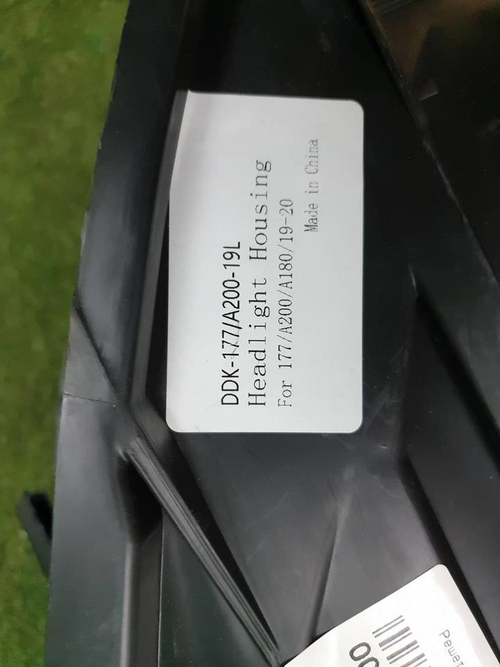 DDK-177/A200-19L
Headlight Housing
For 177/A200/A180/19-20
Made in China